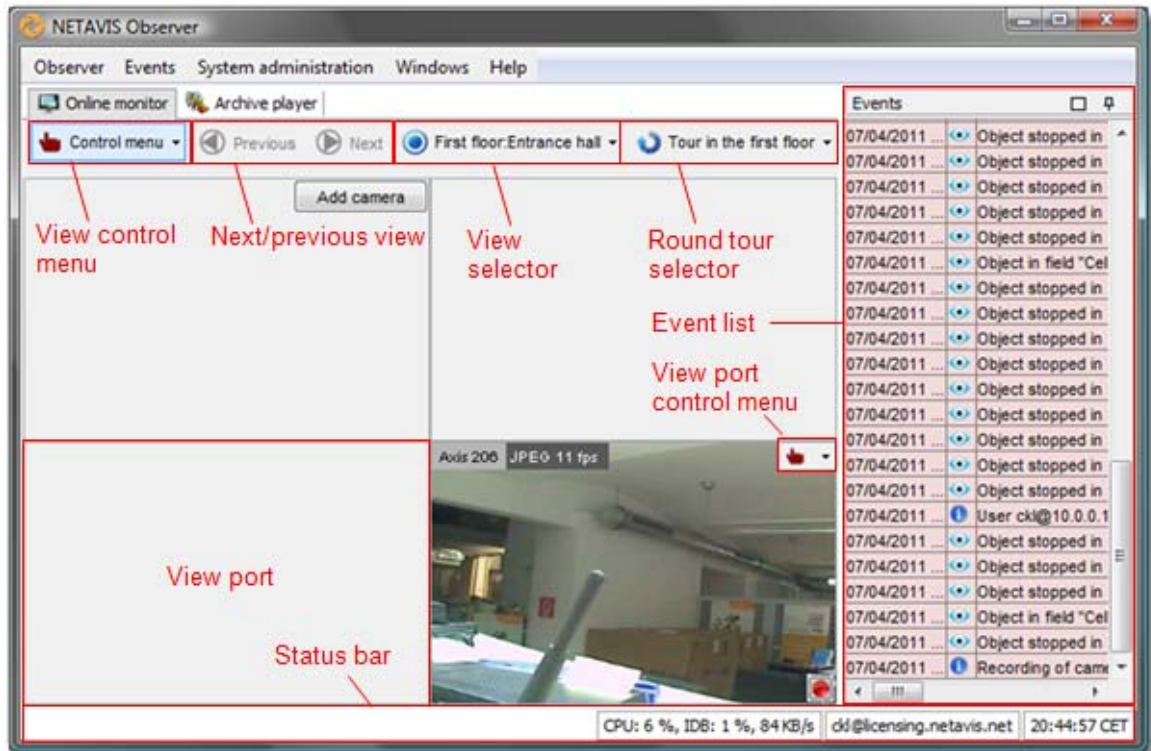 NETAVIS Observer
Observer Events System administration Windows Help
Online monitor Archive player
Events
Control menu Previous Next First floor:Entrance hall Tour in the first floor
Add camera
View control menu
Next/previous view
View selector
Round tour selector
Event list
View port control menu
Axis 206 JPEG 11 fps
View port
Status bar
07/04/2011 ... Object stopped in
07/04/2011 ... Object stopped in
07/04/2011 ... Object stopped in
07/04/2011 ... Object stopped in
07/04/2011 ... Object stopped in
07/04/2011 ... Object in field "Cel
07/04/2011 ... Object stopped in
07/04/2011 ... Object stopped in
07/04/2011 ... Object stopped in
07/04/2011 ... Object stopped in
07/04/2011 ... Object stopped in
07/04/2011 ... Object stopped in
07/04/2011 ... Object stopped in
07/04/2011 ... Object stopped in
07/04/2011 ... Object stopped in
07/04/2011 ... User ckl@10.0.0.1
07/04/2011 ... Object stopped in
07/04/2011 ... Object stopped in
07/04/2011 ... Object stopped in
07/04/2011 ... Object in field "Cel
07/04/2011 ... Object stopped in
07/04/2011 ... Recording of came
CPU: 6 %, IDB: 1 %, 84 KB/s ckl@licensing.netavis.net 20:44:57 CET